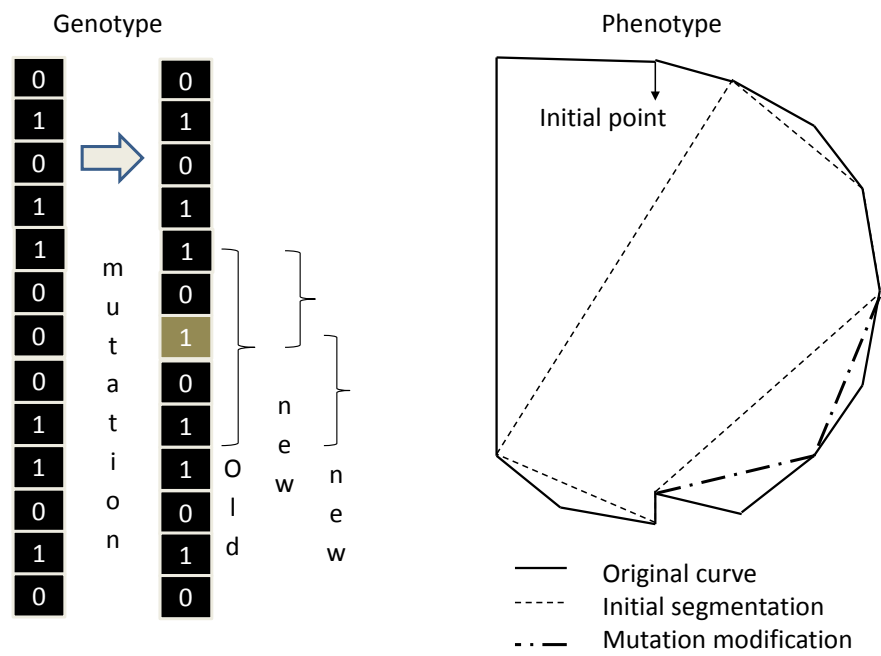 Genotype
Phenotype
0
1
0
1
1
0
0
0
1
1
0
1
0
mutation
0
1
0
1
1
0
1
0
1
1
0
1
0
Old
new
new
Initial point
Original curve
Initial segmentation
Mutation modification